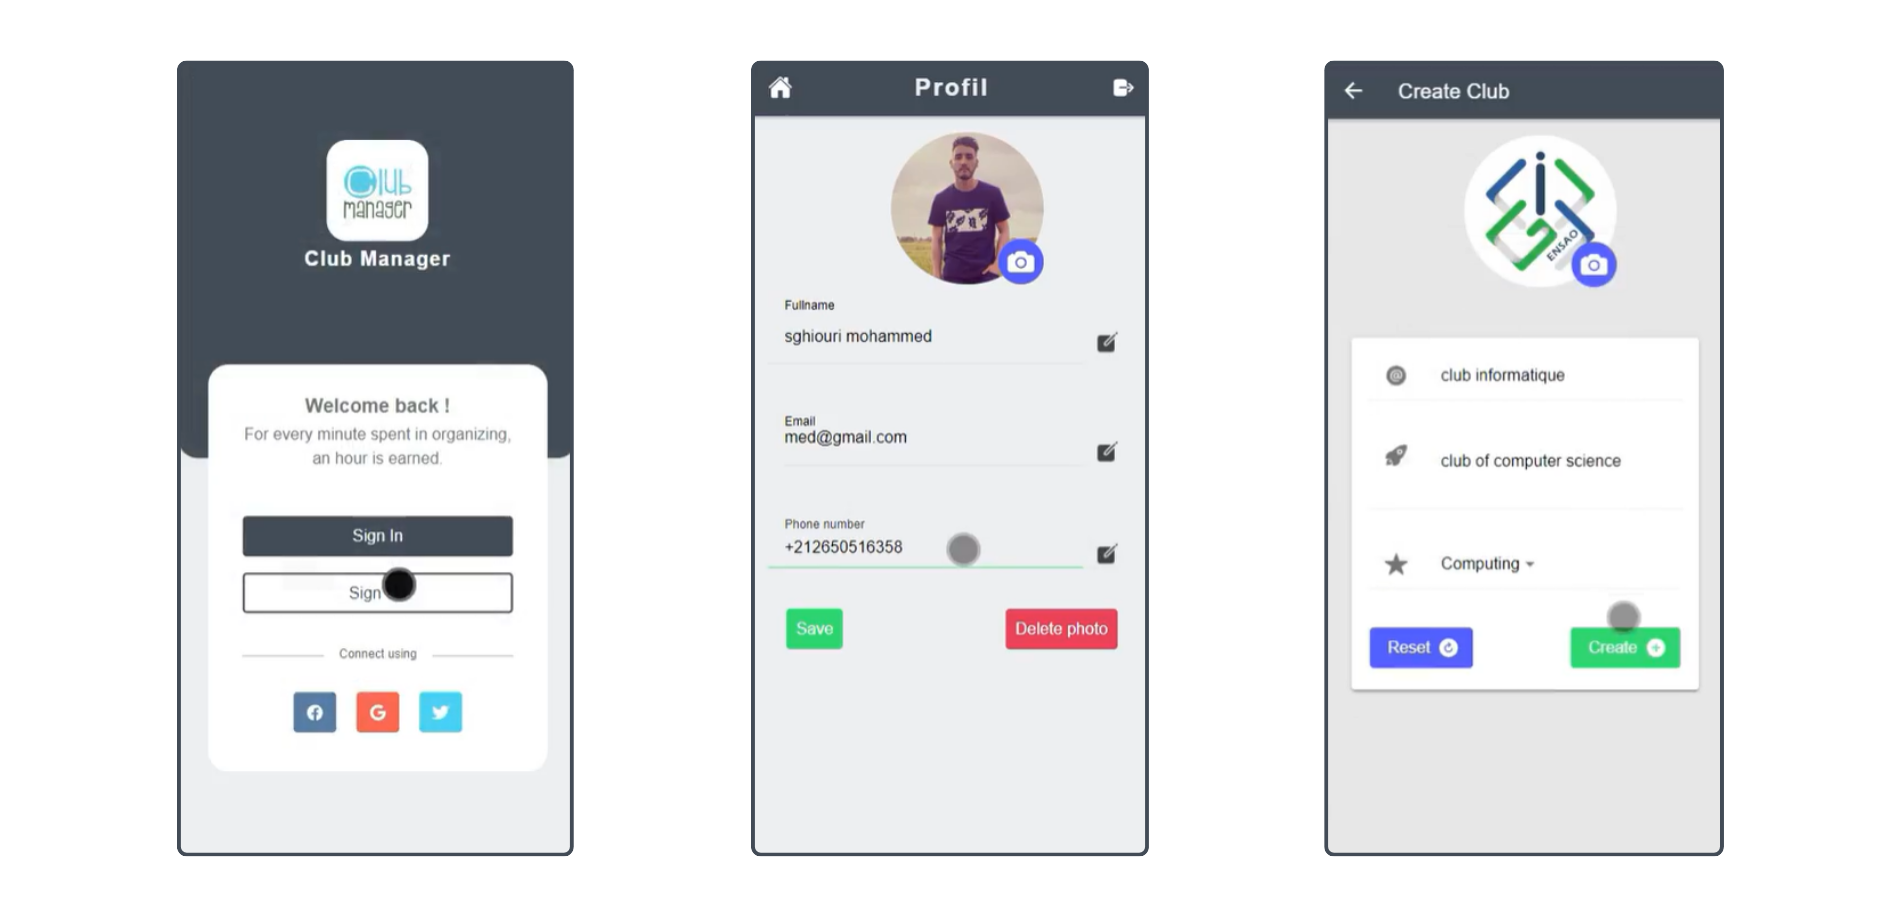 Club
manager
Club Manager
Welcome back !
For every minute spent in organizing,
an hour is earned.
Sign In
Sign
Connect using
Profil
Fullname
sghiouri mohammed
Email
med@gmail.com
Phone number
+212650516358
Save
Delete photo
Create Club
ENSAO
club informatique
club of computer science
Computing
Reset
Create